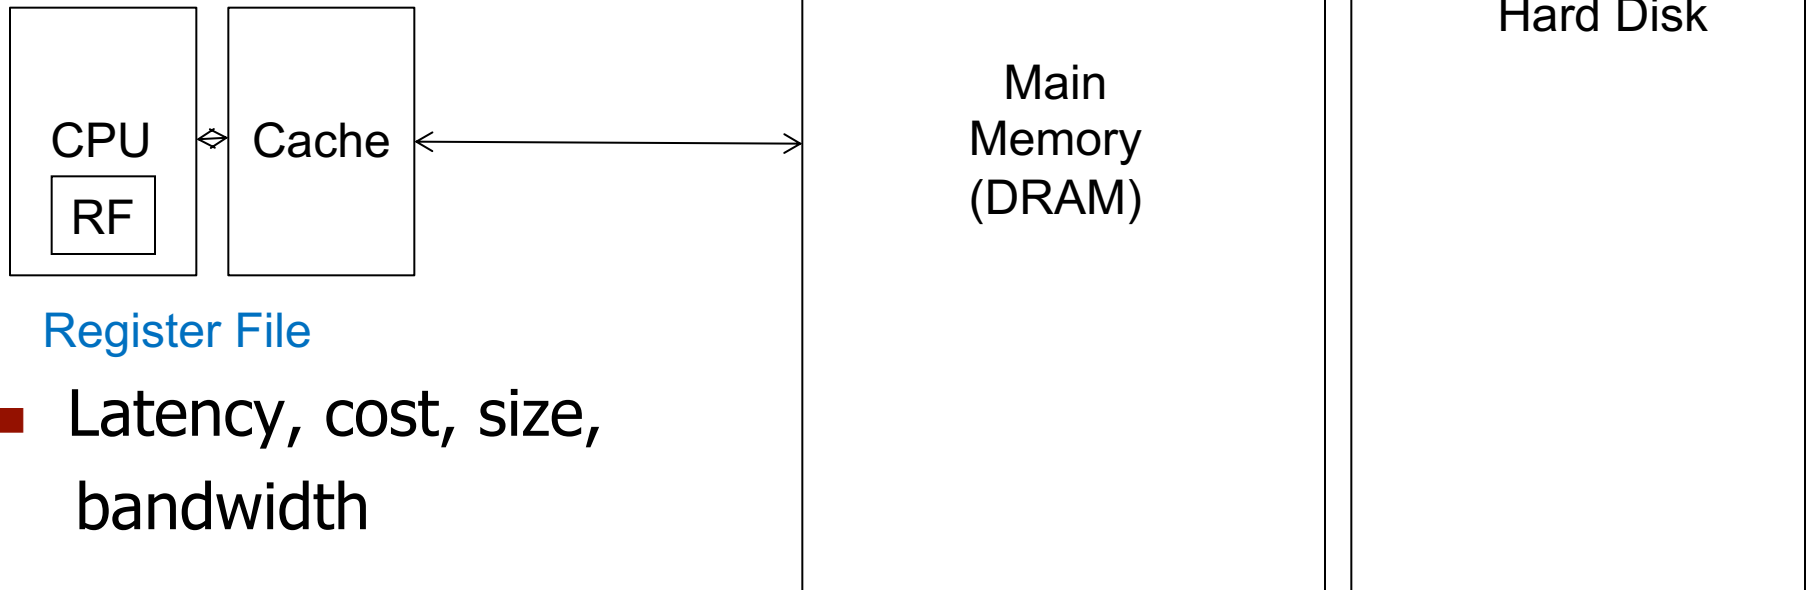 Hard Disk
CPU
RF
Cache
Main
Memory
(DRAM)
Register File
Latency, cost, size,
bandwidth